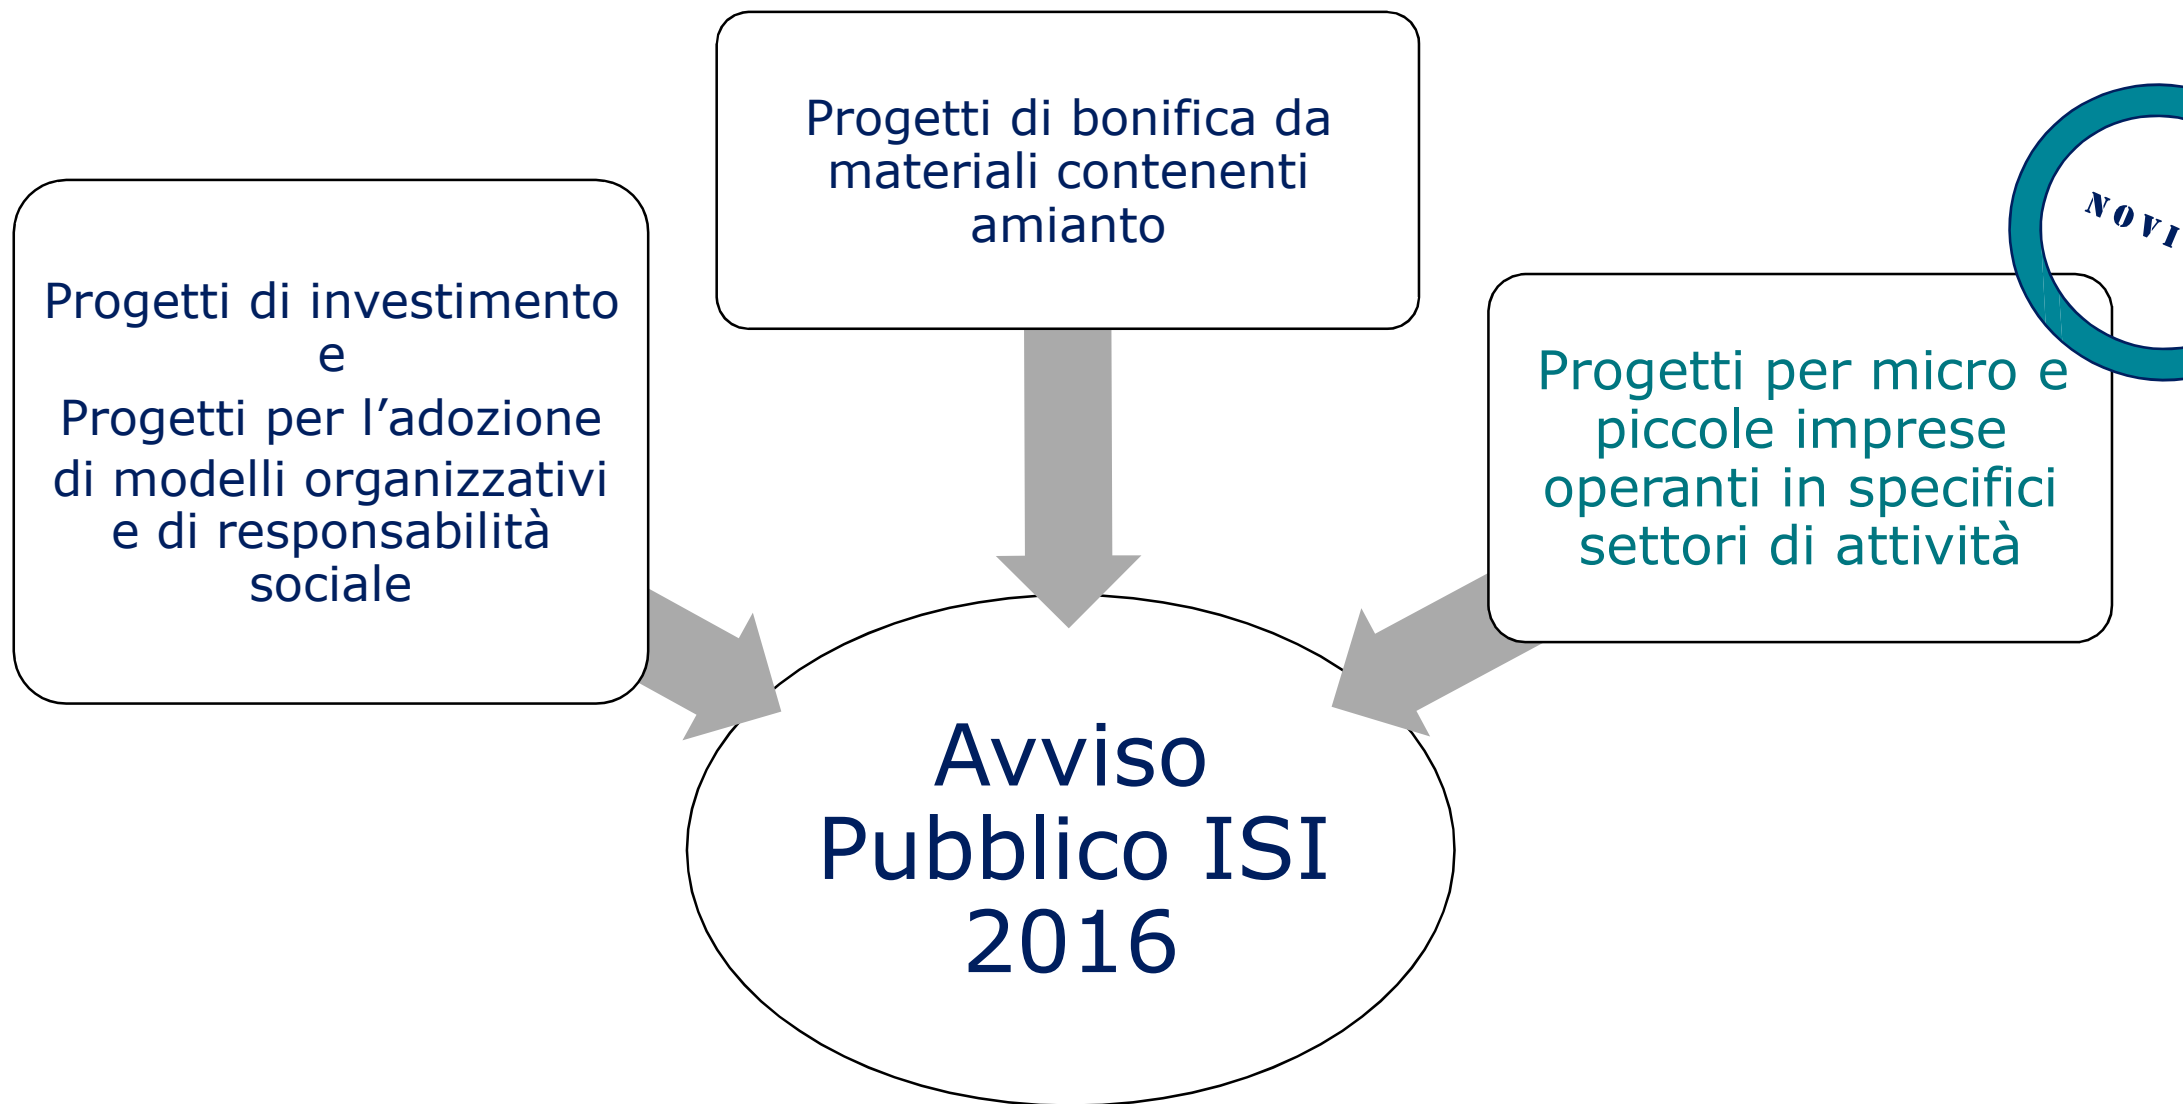 Progetti di investimento
e
Progetti per l’adozione
di modelli organizzativi
e di responsabilità
sociale
Progetti di bonifica da
materiali contenenti
amianto
NOVI
Progetti per micro e
piccole imprese
operanti in specifici
settori di attività
Avviso
Pubblico ISI
2016